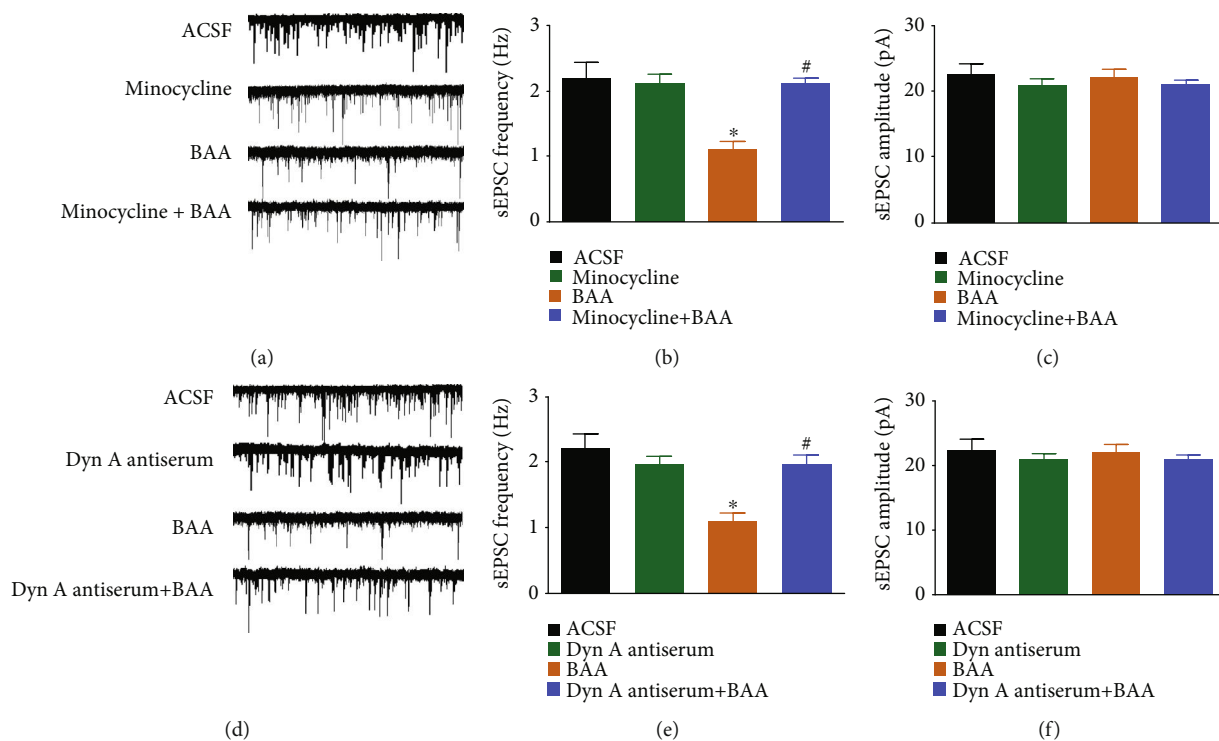 ACSF
Minocycline
BAA
Minocycline + BAA
(a)
sEPSC frequency (Hz)
3
2
1
0
*
#
ACSF
Minocycline
BAA
Minocycline+BAA
(b)
sEPSC amplitude (pA)
30
20
10
0
ACSF
Minocycline
BAA
Minocycline+BAA
(c)
ACSF
Dyn A antiserum
BAA
Dyn A antiserum+BAA
(d)
sEPSC frequency (Hz)
3
2
1
0
*
#
ACSF
Dyn A antiserum
BAA
Dyn A antiserum+BAA
(e)
sEPSC amplitude (pA)
30
20
10
0
ACSF
Dyn antiserum
BAA
Dyn A antiserum+BAA
(f)